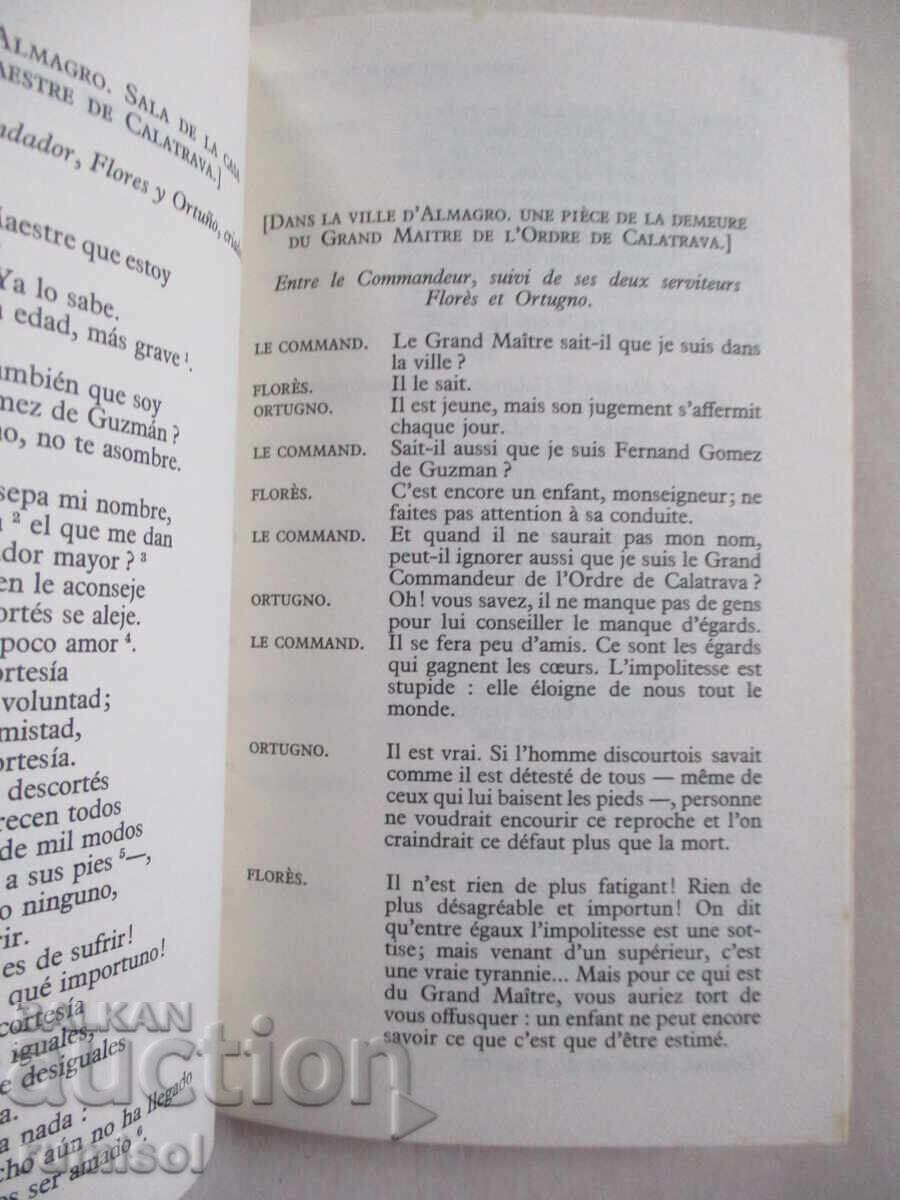 ALMAGRO. SALA DE LA CASA
MAESTRE DE CALATRAVA.]
ndador, Flores y Ortuño, cria
Maestre que estoy
Ya lo sabe.
edad, más grave¹.
ambién que soy
mez de Guzmán ?
no, no te asombre.
sepa mi nombre,
² el que me dan
ador mayor ? ³
en le aconseje
ortés se aleje.
poco amor ⁴.
ortesía
voluntad;
mistad,
ortesía.
descortés
recen todos
de mil modos
a sus pies ⁵—,
o ninguno,
rir.
es de sufrir!
qué importuno!
cortesía
iguales,
e desiguales
a.
a nada :
cho aún no ha llegado
s ser amado ⁶.
[DANS LA VILLE D'ALMAGRO. UNE PIÈCE DE LA DEMEURE
DU GRAND MAITRE DE L'ORDRE DE CALATRAVA.]
Entre le Commandeur, suivi de ses deux serviteurs
Florès et Ortugno.
LE COMMAND. Le Grand Maître sait-il que je suis dans
la ville ?
FLORÈS. Il le sait.
ORTUGNO. Il est jeune, mais son jugement s'affermit
chaque jour.
LE COMMAND. Sait-il aussi que je suis Fernand Gomez
de Guzman ?
FLORÈS. C'est encore un enfant, monseigneur; ne
faites pas attention à sa conduite.
LE COMMAND. Et quand il ne saurait pas mon nom,
peut-il ignorer aussi que je suis le Grand
Commandeur de l'Ordre de Calatrava ?
ORTUGNO. Oh! vous savez, il ne manque pas de gens
pour lui conseiller le manque d'égards.
LE COMMAND. Il se fera peu d'amis. Ce sont les égards
qui gagnent les cœurs. L'impolitesse est
stupide : elle éloigne de nous tout le
monde.
ORTUGNO. Il est vrai. Si l'homme discourtois savait
comme il est détesté de tous — même de
ceux qui lui baisent les pieds —, personne
ne voudrait encourir ce reproche et l'on
craindrait ce défaut plus que la mort.
FLORÈS. Il n'est rien de plus fatigant! Rien de
plus désagréable et importun! On dit
qu'entre égaux l'impolitesse est une sot-
tise; mais venant d'un supérieur, c'est
une vraie tyrannie... Mais pour ce qui est
du Grand Maître, vous auriez tort de
vous offusquer : un enfant ne peut encore
savoir ce que c'est que d'être estimé.
BALKAN
auction
rumisol